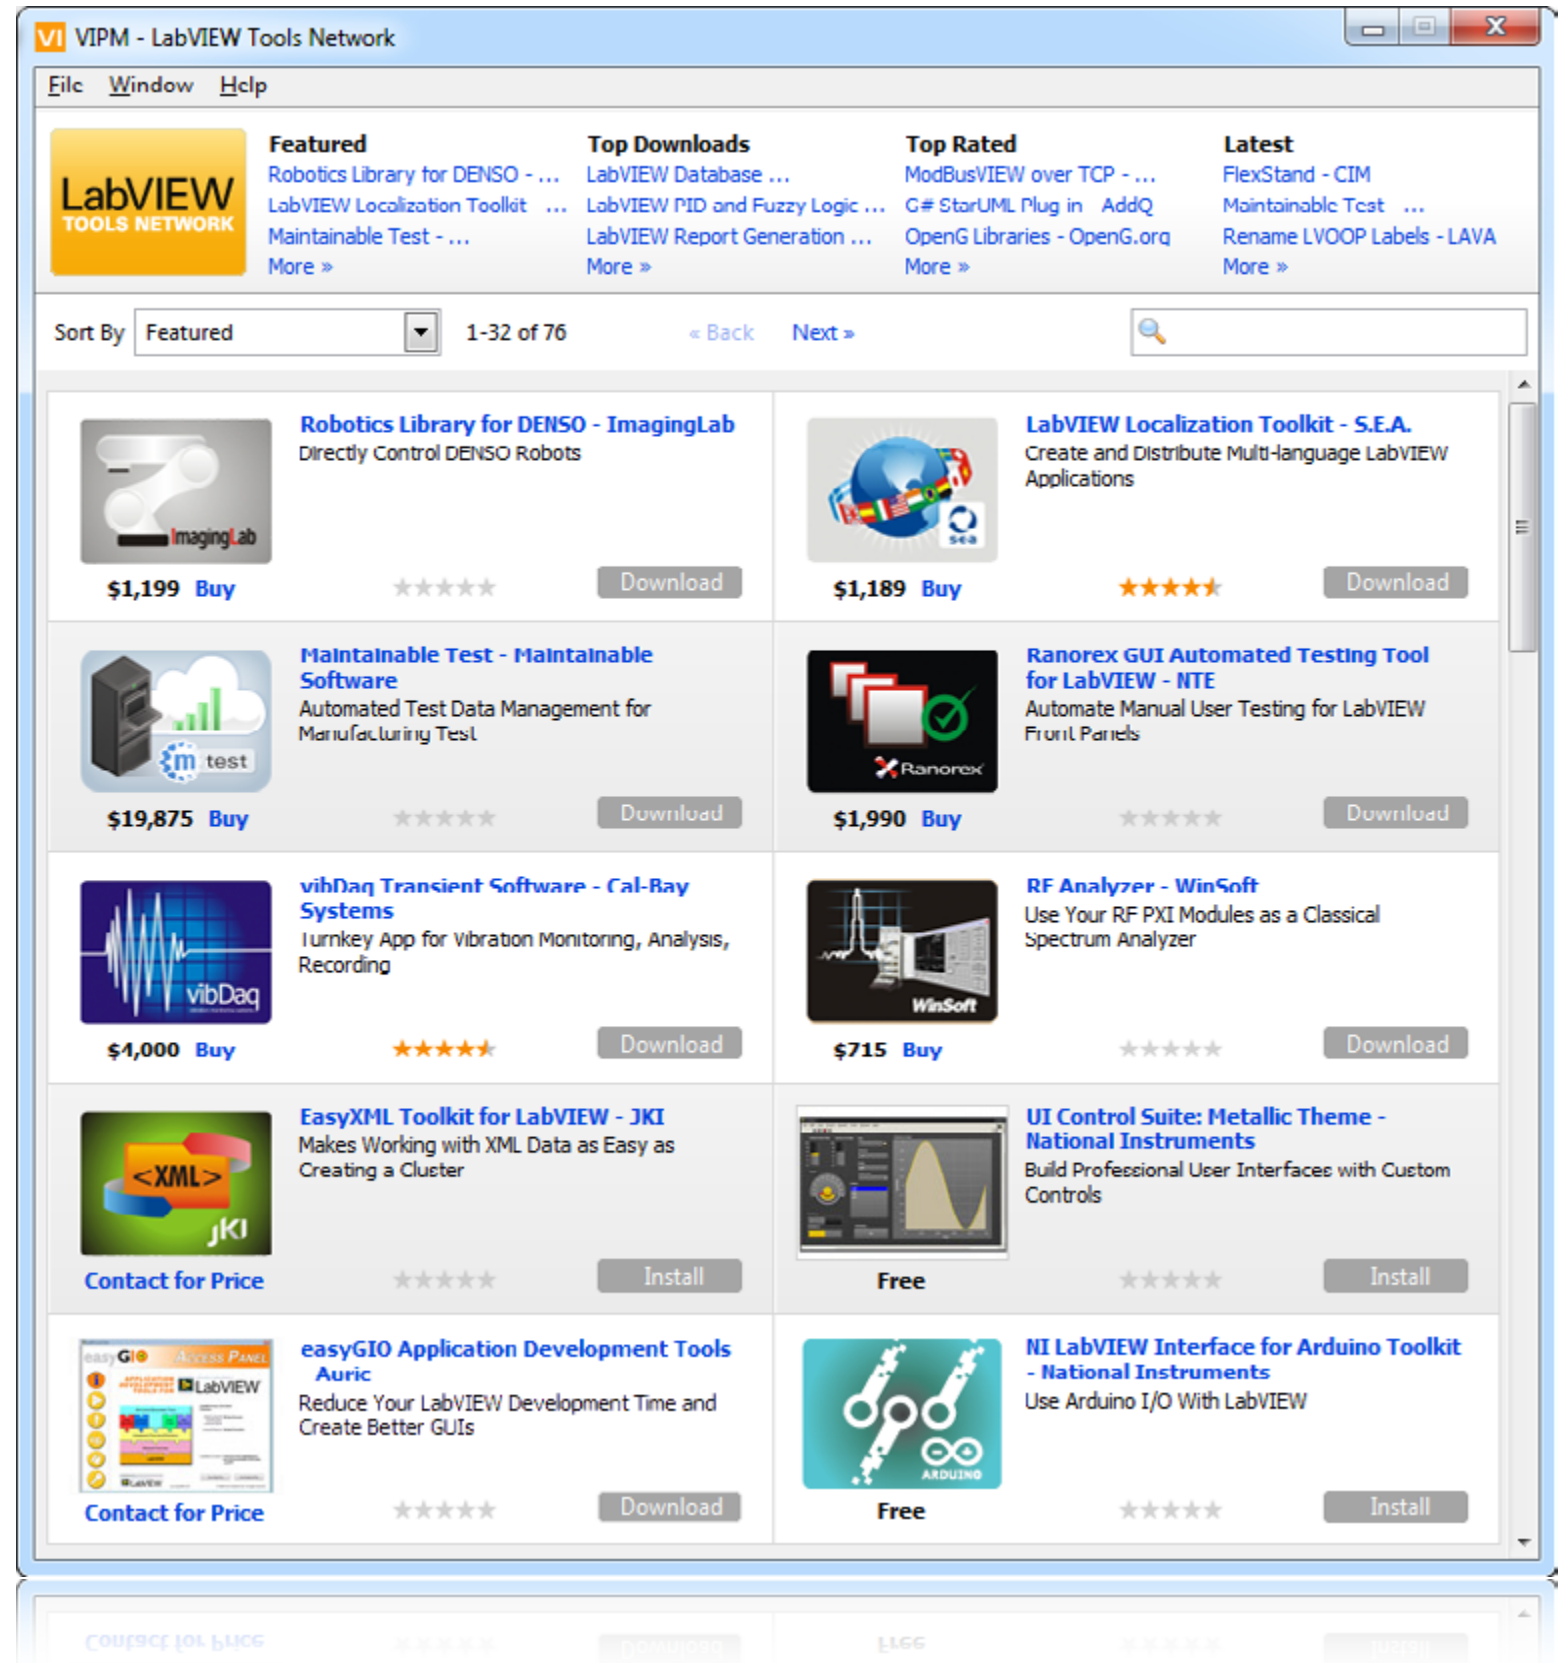 VI VIPM - LabVIEW Tools Network
File Window Help
LabVIEW
TOOLS NETWORK
Featured
Robotics Library for DENSO - ...
LabVIEW Localization Toolkit ...
Maintainable Test - ...
More »
Top Downloads
LabVIEW Database ...
LabVIEW PID and Fuzzy Logic ...
LabVIEW Report Generation ...
More »
Top Rated
ModBusVIEW over TCP - ...
G# StarUML Plug in AddQ
OpenG Libraries - OpenG.org
More »
Latest
FlexStand - CIM
Maintainable Test ...
Rename LVOOP Labels - LAVA
More »
Sort By Featured 1-32 of 76 « Back Next »
ImagingLab
Robotics Library for DENSO - ImagingLab
Directly Control DENSO Robots
$1,199 Buy Download
sea
LabVIEW Localization Toolkit - S.E.A.
Create and Distribute Multi-language LabVIEW
Applications
$1,189 Buy Download
m test
Maintainable Test - Maintainable
Software
Automated Test Data Management for
Manufacturing Test
$19,875 Buy Download
Ranorex
Ranorex GUI Automated Testing Tool
for LabVIEW - NTE
Automate Manual User Testing for LabVIEW
Front Panels
$1,990 Buy Download
vibDaq
vibDaq Transient Software - Cal-Bay
Systems
Turnkey App for Vibration Monitoring, Analysis,
Recording
$4,000 Buy Download
WinSoft
RF Analyzer - WinSoft
Use Your RF PXI Modules as a Classical
Spectrum Analyzer
$715 Buy Download
<XML>
JKI
EasyXML Toolkit for LabVIEW - JKI
Makes Working with XML Data as Easy as
Creating a Cluster
Contact for Price Install
UI Control Suite: Metallic Theme -
National Instruments
Build Professional User Interfaces with Custom
Controls
Free Install
easyGIO ACCESS PANEL
APPLICATION
DEVELOPMENT
TOOLS FOR LabVIEW
LabVIEW
easyGIO Application Development Tools
Auric
Reduce Your LabVIEW Development Time and
Create Better GUIs
Contact for Price Download
ARDUINO
NI LabVIEW Interface for Arduino Toolkit
- National Instruments
Use Arduino I/O With LabVIEW
Free Install